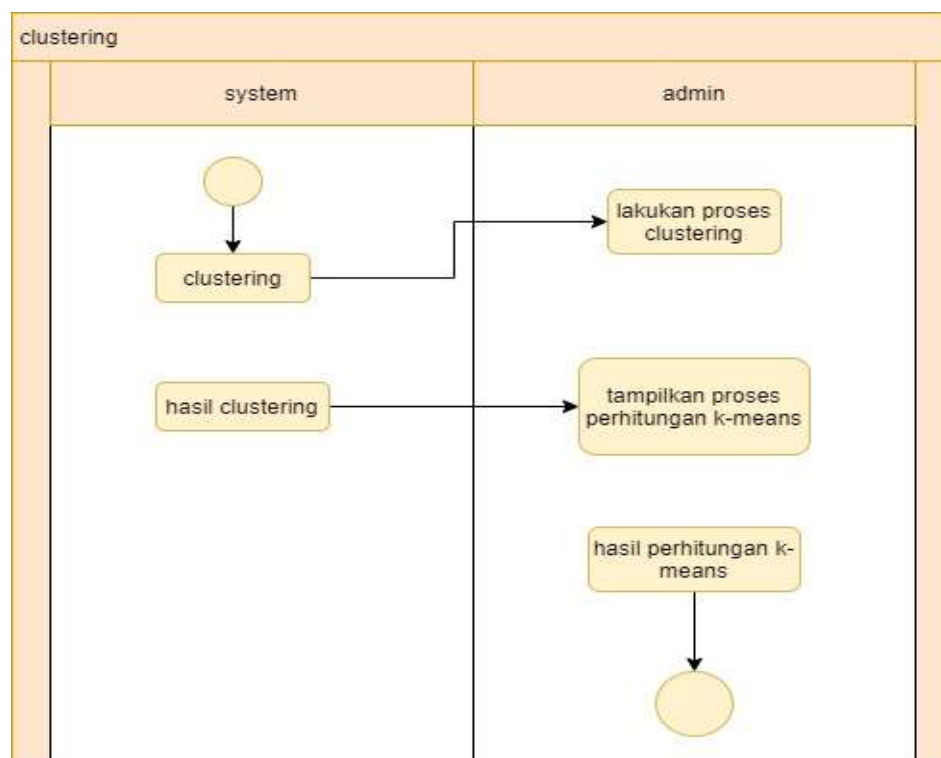 clustering
system
admin
lakukan proses
clustering
clustering
hasil clustering
tampilkan proses
perhitungan k-means
hasil perhitungan k-
means